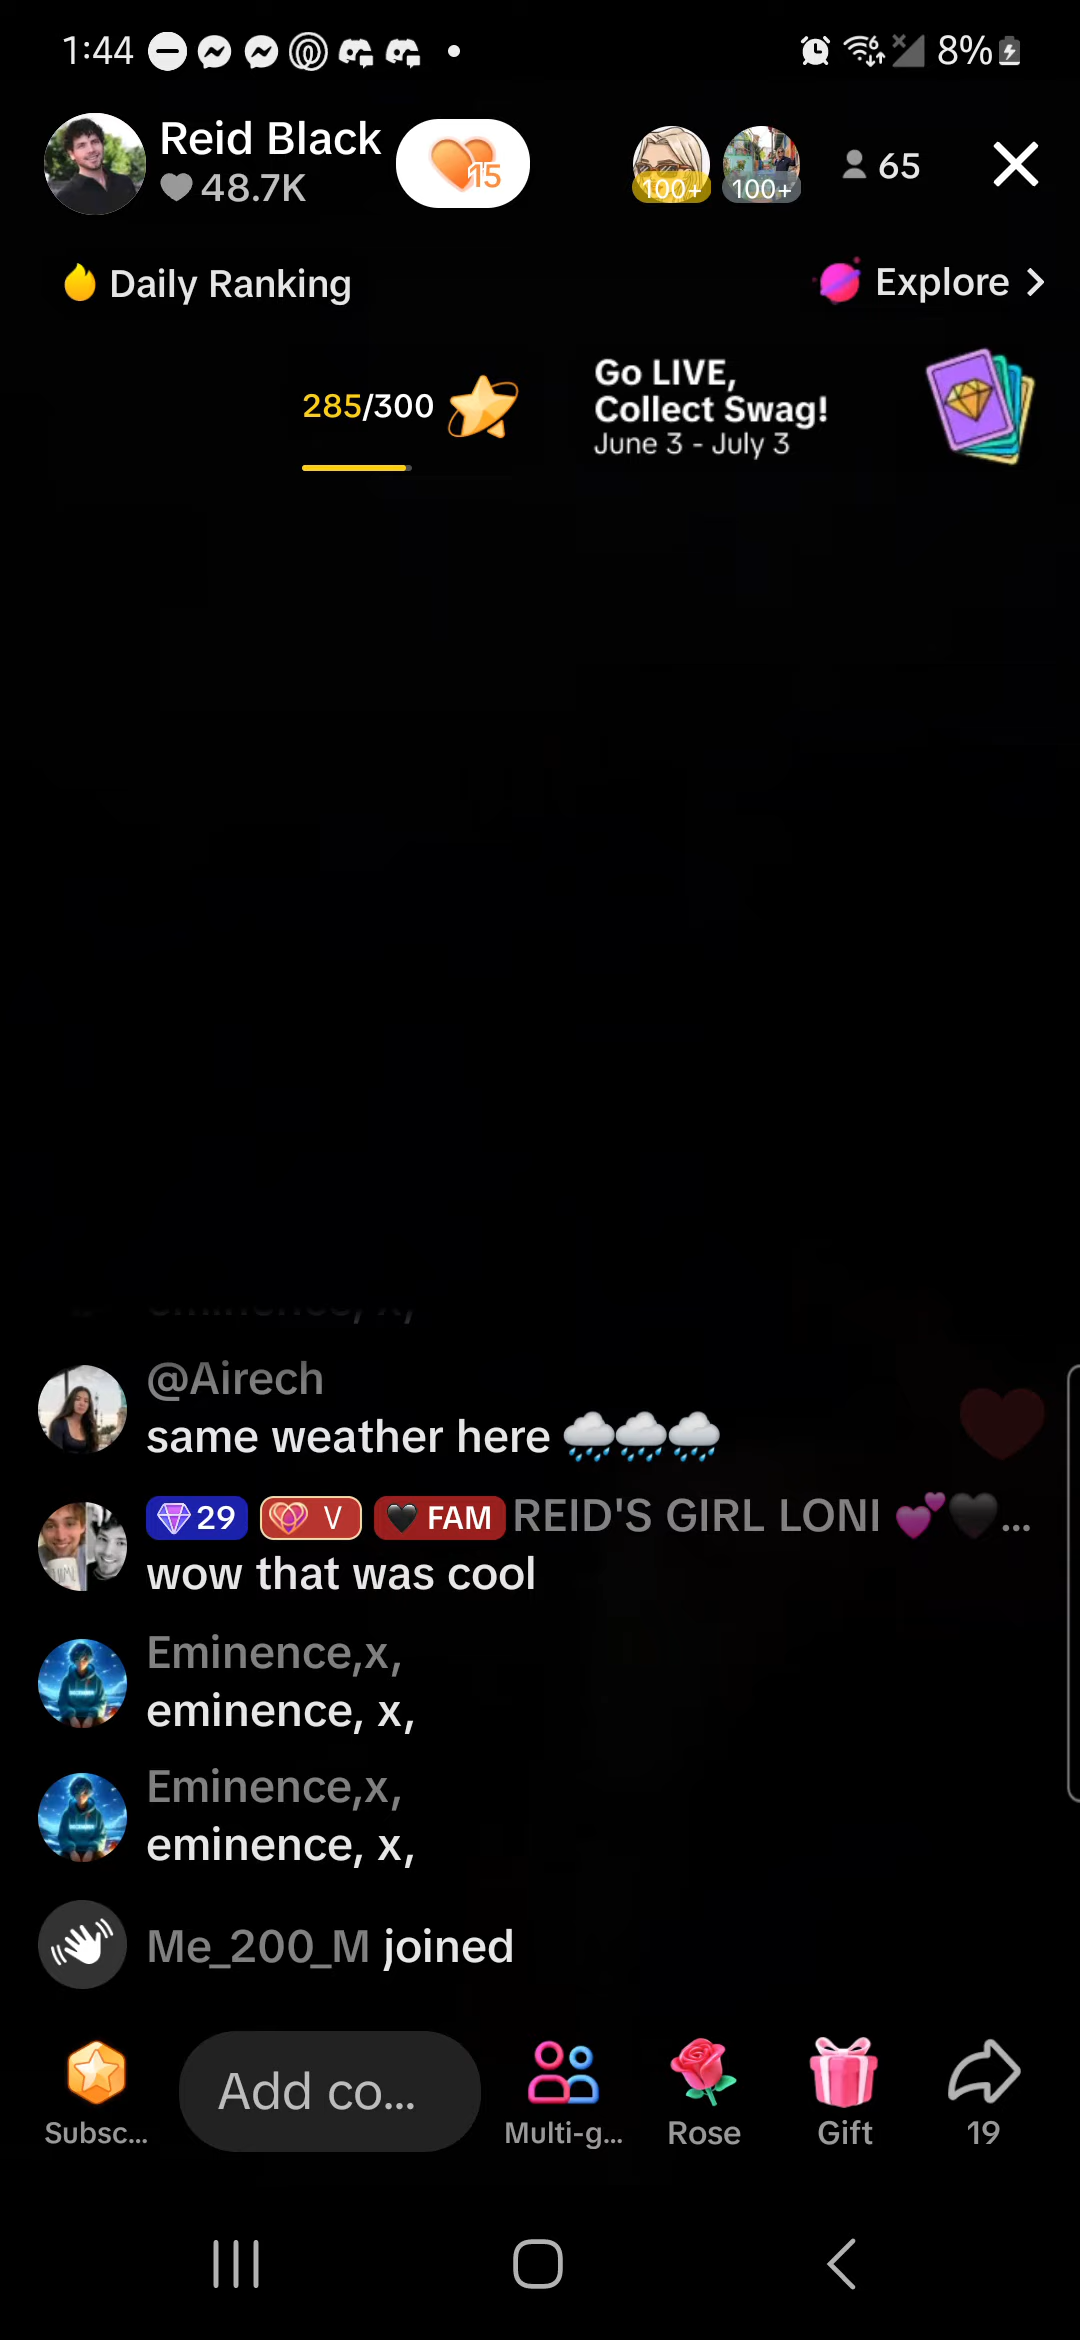 1:44
8%
Reid Black
48.7K
15
100+
100+
65
Daily Ranking
Explore
285/300
Go LIVE,
Collect Swag!
June 3 - July 3
eminence, x,
@Airech
same weather here 🌧️🌧️🌧️
29 V 🖤 FAM REID'S GIRL LONI 💕🖤...
wow that was cool
Eminence,x,
eminence, x,
Eminence,x,
eminence, x,
Me_200_M joined
Add co...
Subsc...
Multi-g...
Rose
Gift
19